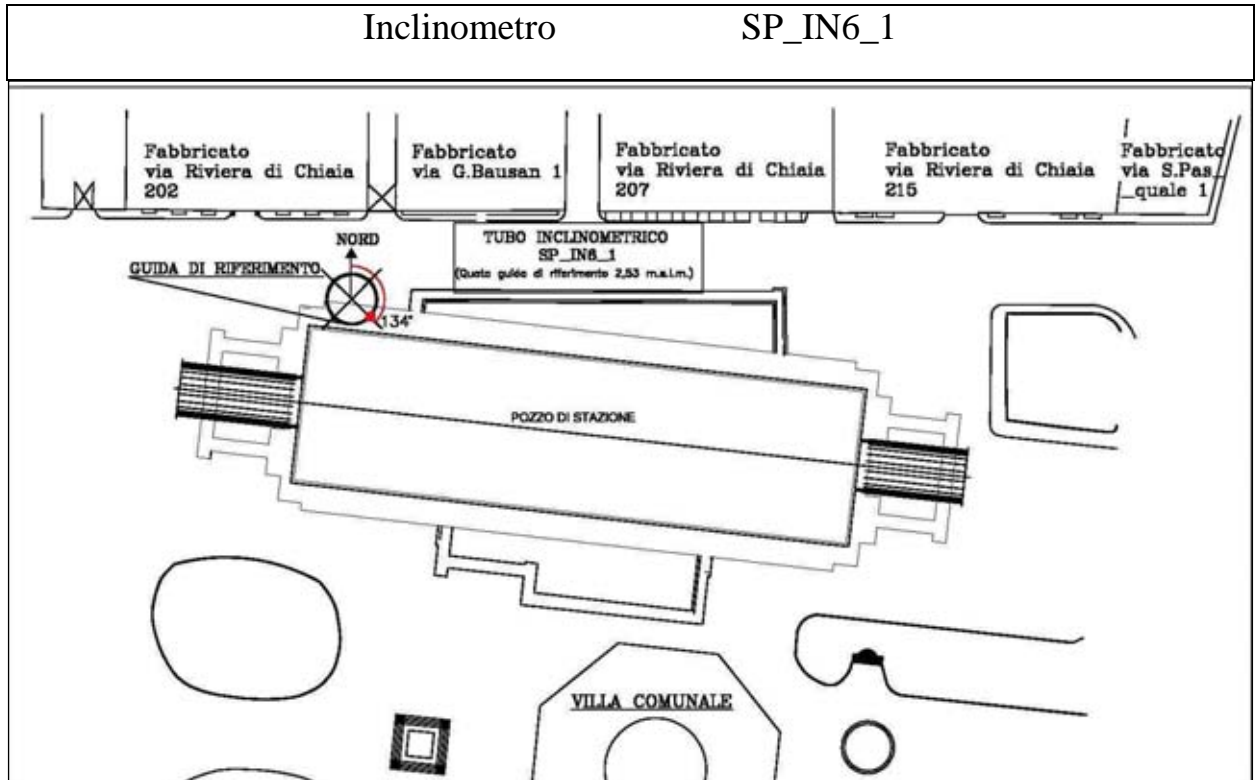 Inclinometro SP_IN6_1
Fabbricato
via Riviera di Chiaia
202
Fabbricato
via G.Bausan 1
Fabbricato
via Riviera di Chiaia
207
Fabbricato
via Riviera di Chiaia
215
Fabbricato
via S.Pas_
_quale 1
NORD
GUIDA DI RIFERIMENTO
134°
TUBO INCLINOMETRICO
SP_IN6_1
(Quota guida di riferimento 2,53 m.s.l.m.)
POZZO DI STAZIONE
VILLA COMUNALE